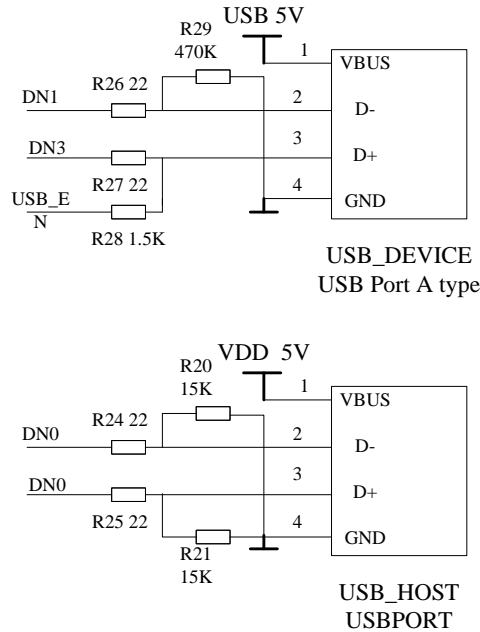 USB 5V
R29
470K
1
VBUS
R26 22
DN1
2
D-
DN3
3
D+
R27 22
USB_E
N
4
GND
R28 1.5K
USB_DEVICE
USB Port A type
VDD 5V
R20
15K
1
VBUS
R24 22
DN0
2
D-
DN0
3
D+
R25 22
4
GND
R21
15K
USB_HOST
USBPORT